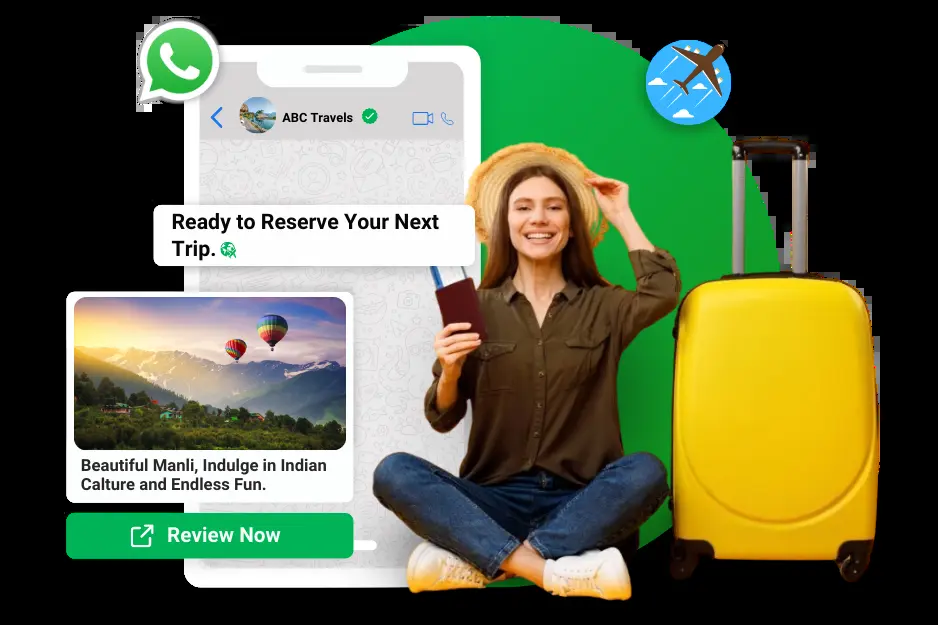 ABC Travels
Ready to Reserve Your Next
Trip.
Beautiful Manli, Indulge in Indian
Calture and Endless Fun.
Review Now